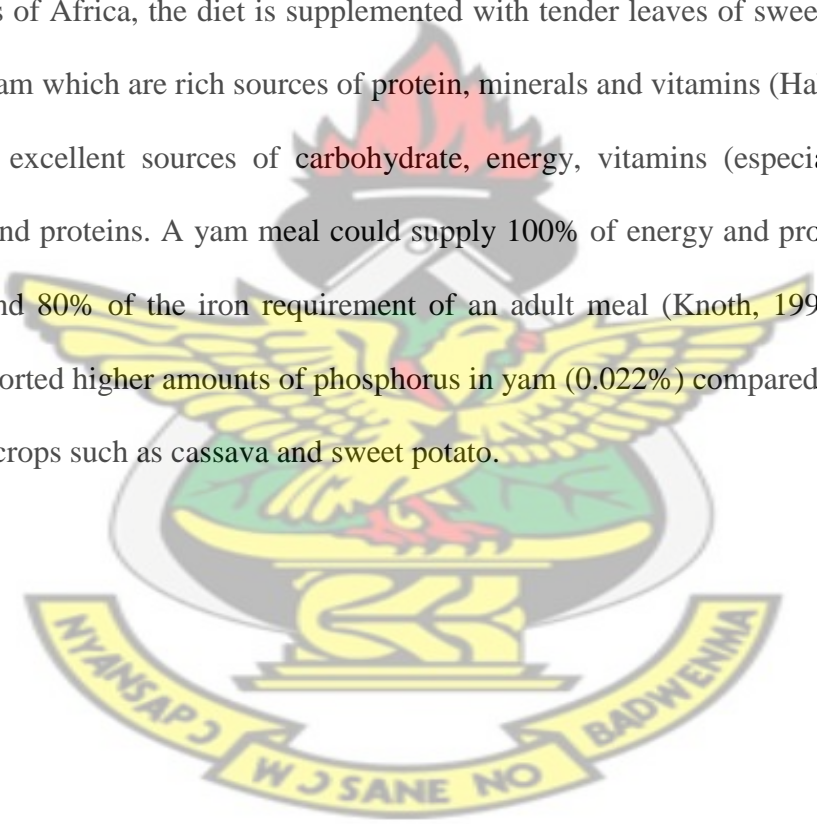 s of Africa, the diet is supplemented with tender leaves of swee
am which are rich sources of protein, minerals and vitamins (Ha
excellent sources of carbohydrate, energy, vitamins (especia
nd proteins. A yam meal could supply 100% of energy and pro
nd 80% of the iron requirement of an adult meal (Knoth, 199
orted higher amounts of phosphorus in yam (0.022%) compared
crops such as cassava and sweet potato.
NYANSAPƆ
WƆSANE NO
BADWENMA